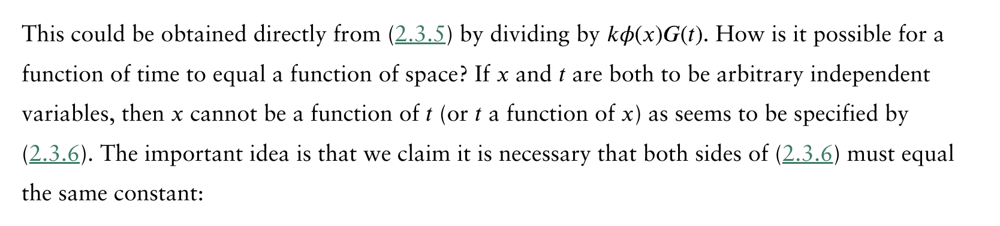 This could be obtained directly from (2.3.5) by dividing by kϕ(x)G(t). How is it possible for a
function of time to equal a function of space? If x and t are both to be arbitrary independent
variables, then x cannot be a function of t (or t a function of x) as seems to be specified by
(2.3.6). The important idea is that we claim it is necessary that both sides of (2.3.6) must equal
the same constant: